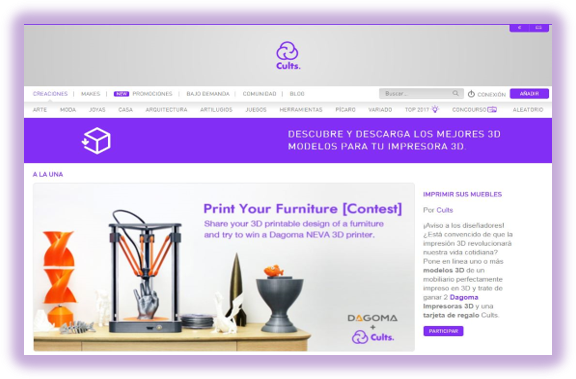 Cults.
CREACIONES | MAKES | NEW PROMOCIONES | BAJO DEMANDA | COMUNIDAD | BLOG
Buscar...
CONEXIÓN
AÑADIR
ARTE MODA JOYAS CASA ARQUITECTURA ARTILUGIOS JUEGOS HERRAMIENTAS PÍCARO VARIADO TOP 2017 CONCURSO ALEATORIO
DESCUBRE Y DESCARGA LOS MEJORES 3D
MODELOS PARA TU IMPRESORA 3D.
A LA UNA
Print Your Furniture [Contest]
Share your 3D printable design of a furniture
and try to win a Dagoma NEVA 3D printer.
DAGOMA
+
Cults.
IMPRIMIR SUS MUEBLES
Por Cults
¡Aviso a los diseñadores!
¿Está convencido de que la
impresión 3D revolucionará
nuestra vida cotidiana?
Pone en línea uno o más
modelos 3D de un
mobiliario perfectamente
impreso en 3D y trate de
ganar 2 Dagoma
Impresoras 3D y una
tarjeta de regalo Cults.
PARTICIPAR